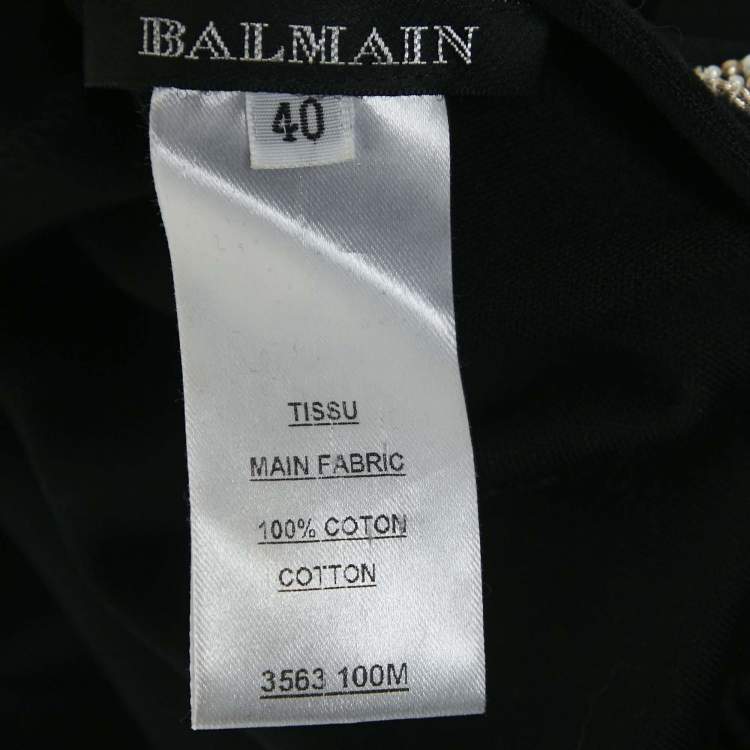 BALMAIN
40
TISSU
MAIN FABRIC
100% COTON
COTTON
3563 100M